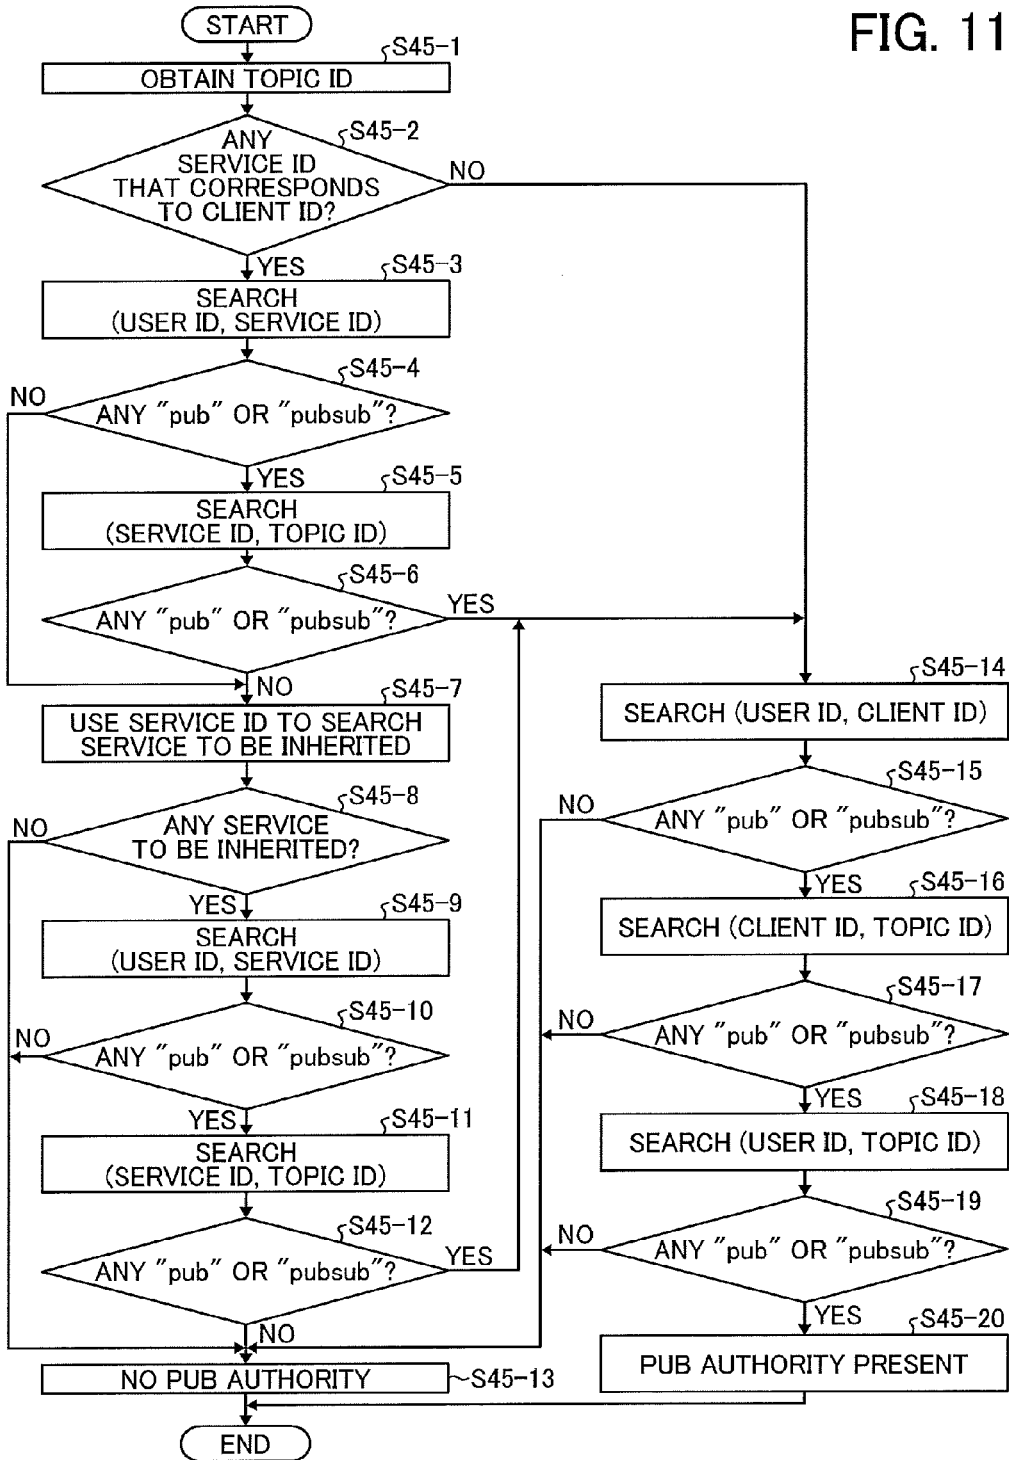 FIG. 11
START
S45-1
OBTAIN TOPIC ID
S45-2
ANY
SERVICE ID
THAT CORRESPONDS
TO CLIENT ID?
NO
YES
S45-3
SEARCH
(USER ID, SERVICE ID)
S45-4
NO
ANY "pub" OR "pubsub"?
YES
S45-5
SEARCH
(SERVICE ID, TOPIC ID)
S45-6
ANY "pub" OR "pubsub"?
YES
NO
S45-7
USE SERVICE ID TO SEARCH
SERVICE TO BE INHERITED
S45-8
NO
ANY SERVICE
TO BE INHERITED?
YES
S45-9
SEARCH
(USER ID, SERVICE ID)
S45-10
NO
ANY "pub" OR "pubsub"?
YES
S45-11
SEARCH
(SERVICE ID, TOPIC ID)
S45-12
ANY "pub" OR "pubsub"?
YES
NO
NO PUB AUTHORITY
S45-13
END
S45-14
SEARCH (USER ID, CLIENT ID)
S45-15
NO
ANY "pub" OR "pubsub"?
YES
S45-16
SEARCH (CLIENT ID, TOPIC ID)
S45-17
NO
ANY "pub" OR "pubsub"?
YES
S45-18
SEARCH (USER ID, TOPIC ID)
S45-19
NO
ANY "pub" OR "pubsub"?
YES
S45-20
PUB AUTHORITY PRESENT